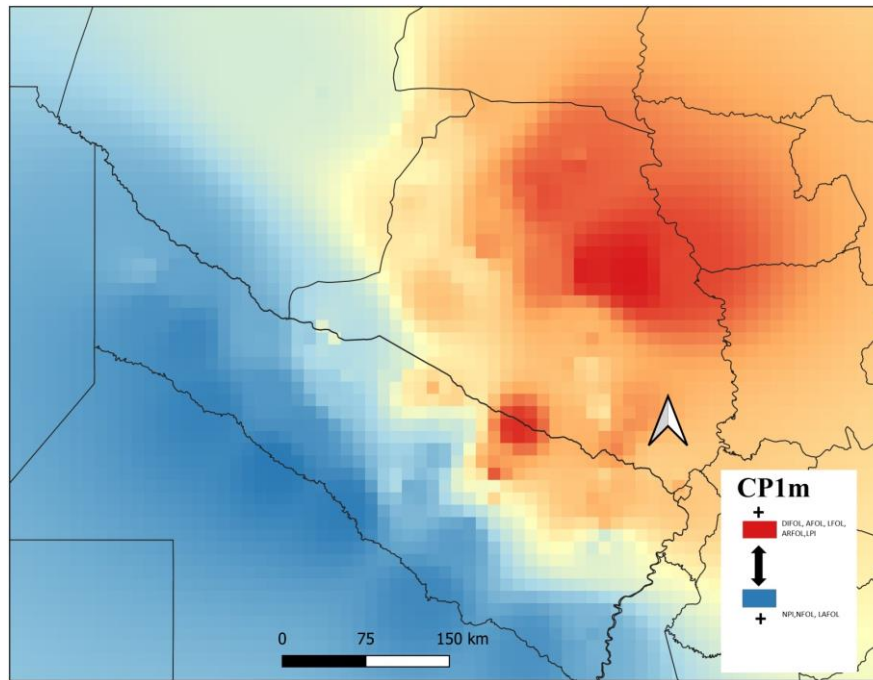 CP1m
+
DIFOL, AFOL, LFOL,
ARFOL,LPI
NPI,NFOL, LAFOL
+
0 75 150 km